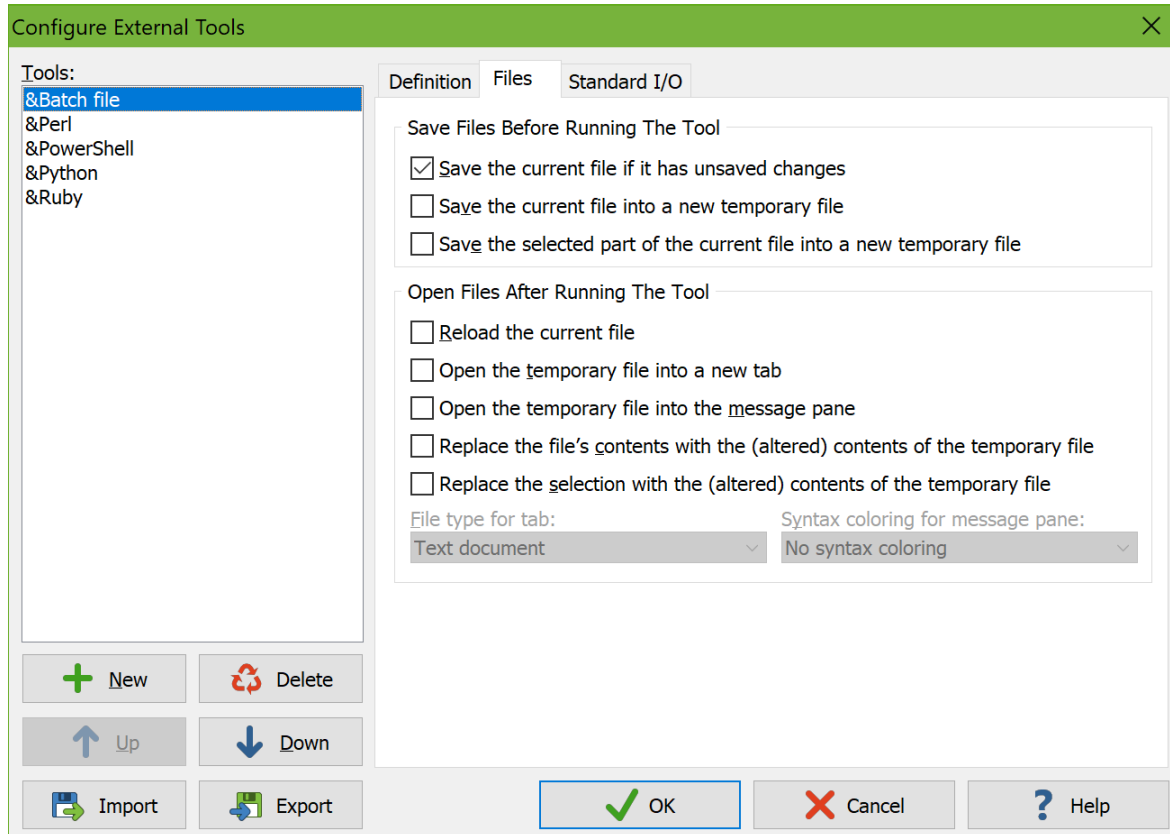 Configure External Tools
Tools:
&Batch file
&Perl
&PowerShell
&Python
&Ruby
New
Delete
Up
Down
Import
Export
Definition
Files
Standard I/O
Save Files Before Running The Tool
Save the current file if it has unsaved changes
Save the current file into a new temporary file
Save the selected part of the current file into a new temporary file
Open Files After Running The Tool
Reload the current file
Open the temporary file into a new tab
Open the temporary file into the message pane
Replace the file’s contents with the (altered) contents of the temporary file
Replace the selection with the (altered) contents of the temporary file
File type for tab:
Text document
Syntax coloring for message pane:
No syntax coloring
OK
Cancel
Help